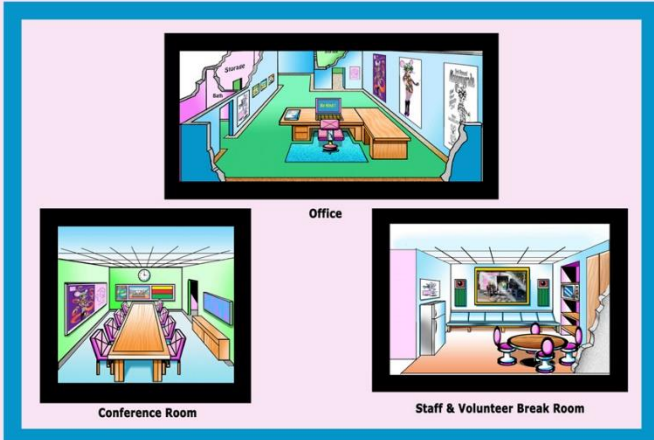 Storage
Bath
Office
Conference Room
Staff & Volunteer Break Room